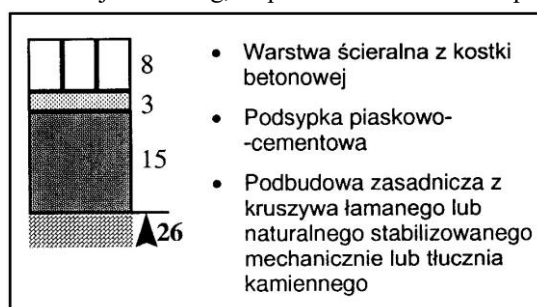 8
3
15
26
• Warstwa ścieralna z kostki
betonowej
• Podsypka piaskowo-
-cementowa
• Podbudowa zasadnicza z
kruszywa łamanego lub
naturalnego stabilizowanego
mechanicznie lub tłucznia
kamiennego